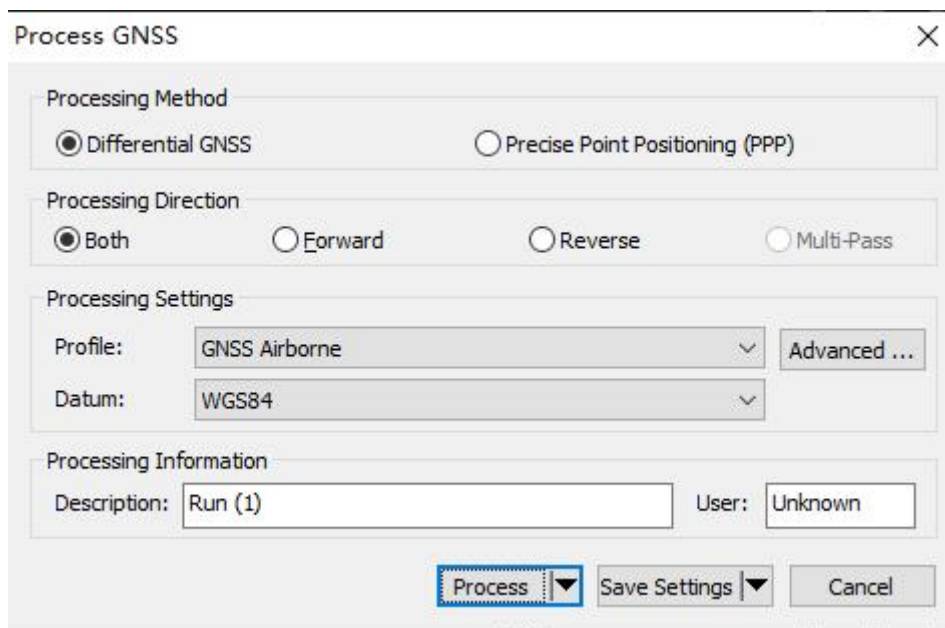 Process GNSS
Processing Method
Differential GNSS Precise Point Positioning (PPP)
Processing Direction
Both Forward Reverse Multi-Pass
Processing Settings
Profile: GNSS Airborne Advanced ...
Datum: WGS84
Processing Information
Description: Run (1) User: Unknown
Process Save Settings Cancel